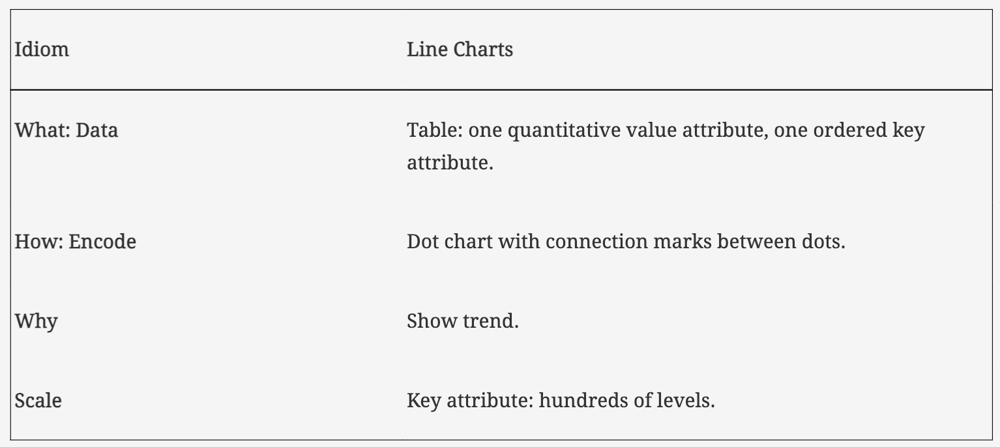 Idiom
Line Charts
What: Data
Table: one quantitative value attribute, one ordered key
attribute.
How: Encode
Dot chart with connection marks between dots.
Why
Show trend.
Scale
Key attribute: hundreds of levels.